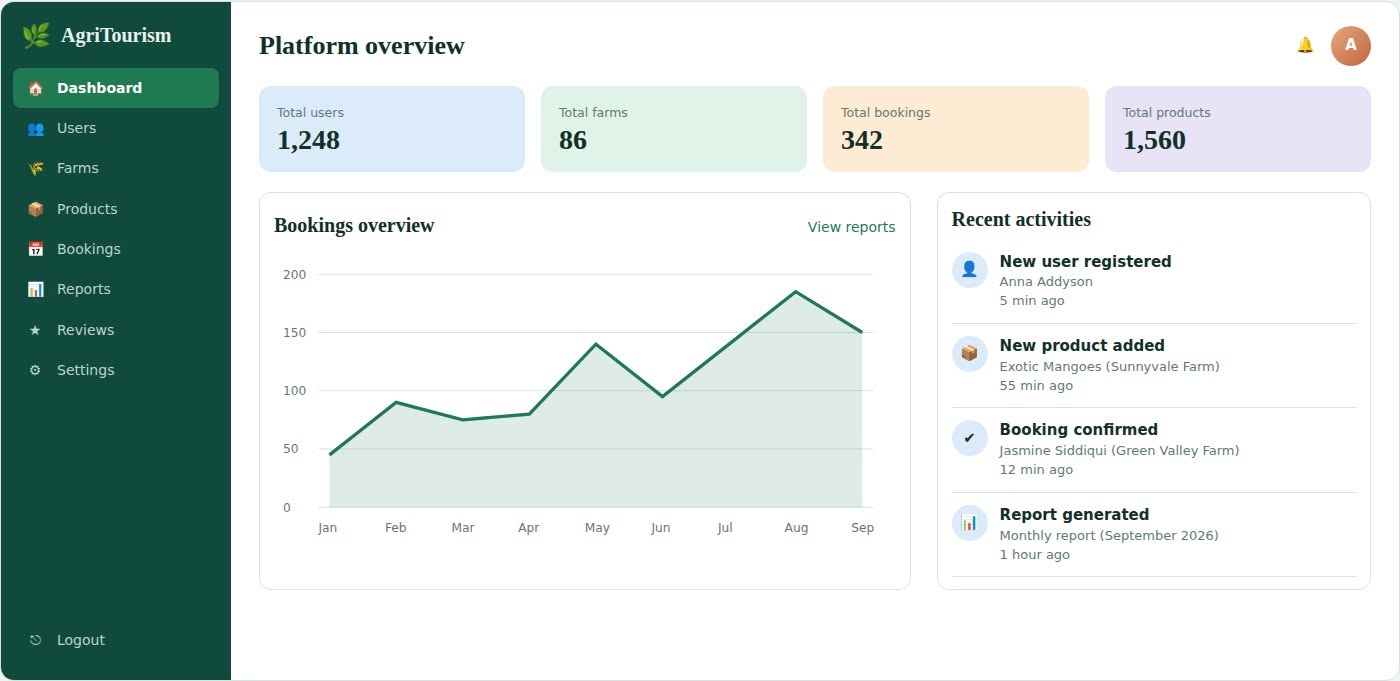 AgriTourism
Dashboard
Users
Farms
Products
Bookings
Reports
Reviews
Settings
Logout
Platform overview
A
Total users
1,248
Total farms
86
Total bookings
342
Total products
1,560
Bookings overview
View reports
200
150
100
50
0
Jan Feb Mar Apr May Jun Jul Aug Sep
Recent activities
New user registered
Anna Addyson
5 min ago
New product added
Exotic Mangoes (Sunnyvale Farm)
55 min ago
Booking confirmed
Jasmine Siddiqui (Green Valley Farm)
12 min ago
Report generated
Monthly report (September 2026)
1 hour ago